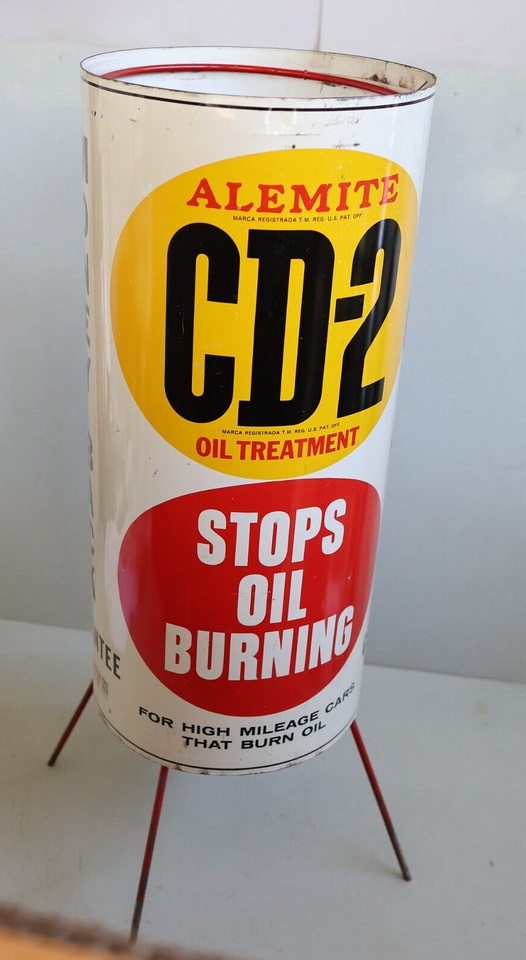 ALEMITE
MARCA REGISTRADA T.M. REG. U.S. PAT. OFF.
CD-2
MARCA REGISTRADA T.M. REG. U.S. PAT. OFF.
OIL TREATMENT
STOPS
OIL
BURNING
NTEE
FOR HIGH MILEAGE CARS
THAT BURN OIL